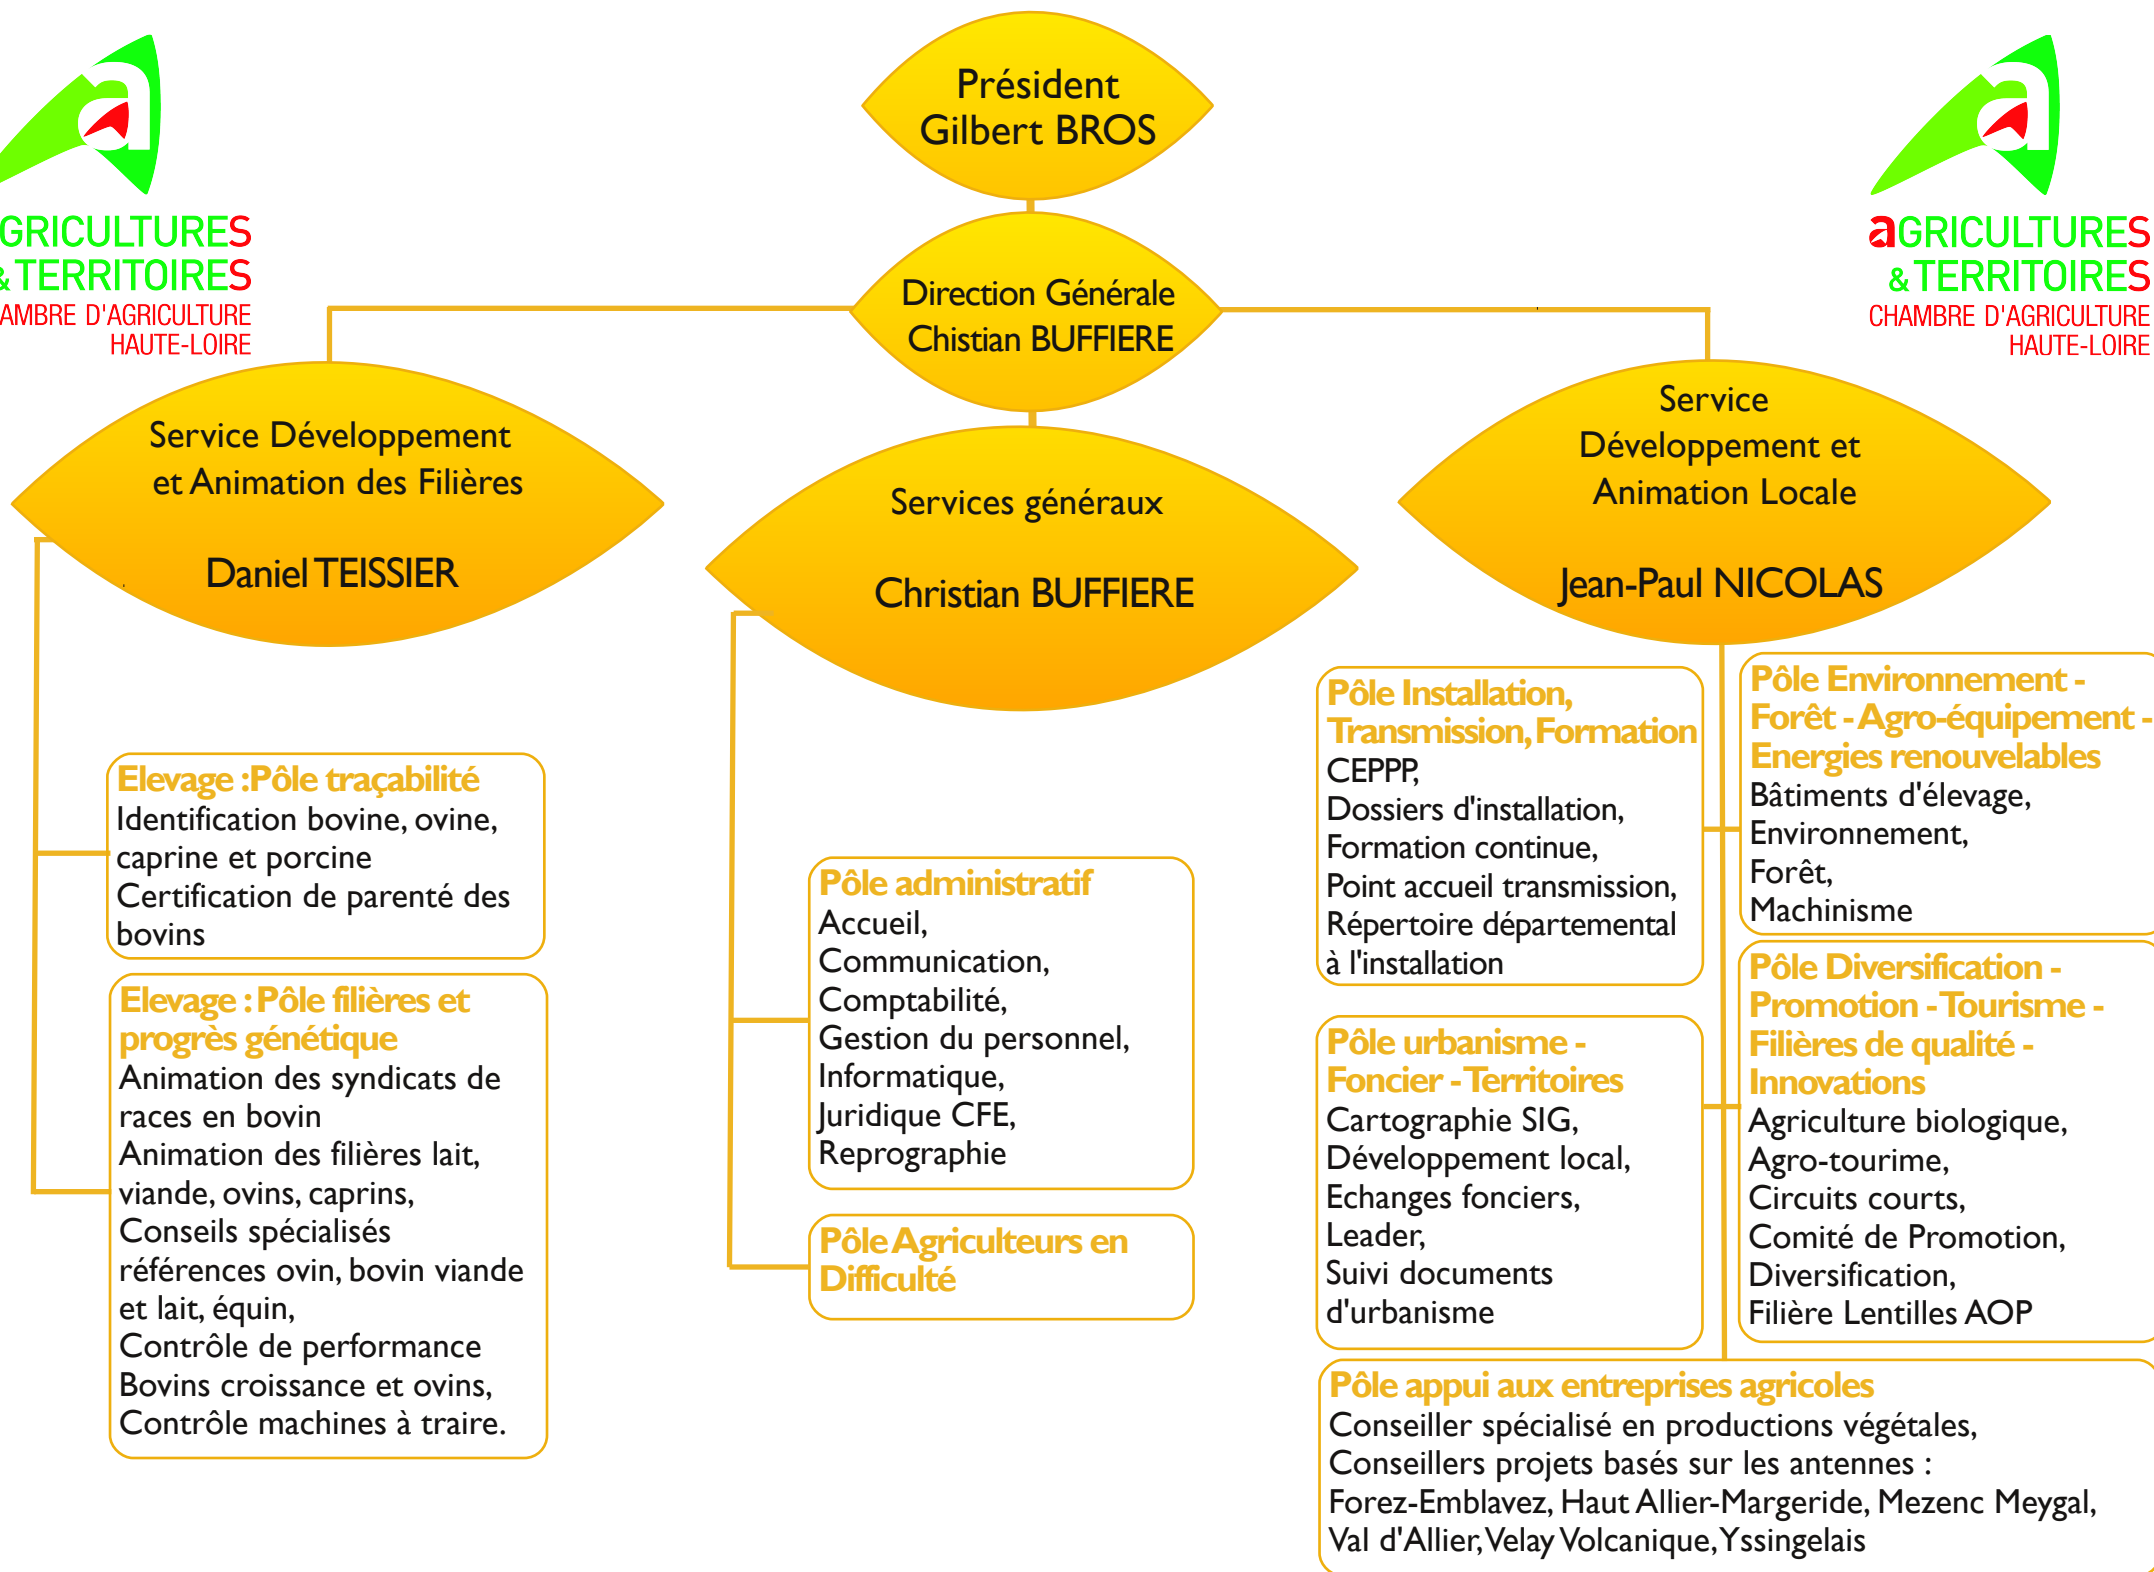 Président
Gilbert BROS
GRICULTURES
& TERRITOIRES
AMBRE D'AGRICULTURE
HAUTE-LOIRE
aGRICULTURES
& TERRITOIRES
CHAMBRE D'AGRICULTURE
HAUTE-LOIRE
Direction Générale
Chistian BUFFIERE
Service Développement
et Animation des Filières
Daniel TEISSIER
Services généraux
Christian BUFFIERE
Service
Développement et
Animation Locale
Jean-Paul NICOLAS
Elevage :Pôle traçabilité
Identification bovine, ovine,
caprine et porcine
Certification de parenté des
bovins
Elevage : Pôle filières et
progrès génétique
Animation des syndicats de
races en bovin
Animation des filières lait,
viande, ovins, caprins,
Conseils spécialisés
références ovin, bovin viande
et lait, équin,
Contrôle de performance
Bovins croissance et ovins,
Contrôle machines à traire.
Pôle administratif
Accueil,
Communication,
Comptabilité,
Gestion du personnel,
Informatique,
Juridique CFE,
Reprographie
Pôle Agriculteurs en
Difficulté
Pôle Installation,
Transmission, Formation
CEPPP,
Dossiers d'installation,
Formation continue,
Point accueil transmission,
Répertoire départemental
à l'installation
Pôle urbanisme -
Foncier - Territoires
Cartographie SIG,
Développement local,
Echanges fonciers,
Leader,
Suivi documents
d'urbanisme
Pôle Environnement -
Forêt - Agro-équipement -
Energies renouvelables
Bâtiments d'élevage,
Environnement,
Forêt,
Machinisme
Pôle Diversification -
Promotion - Tourisme -
Filières de qualité -
Innovations
Agriculture biologique,
Agro-tourime,
Circuits courts,
Comité de Promotion,
Diversification,
Filière Lentilles AOP
Pôle appui aux entreprises agricoles
Conseiller spécialisé en productions végétales,
Conseillers projets basés sur les antennes :
Forez-Emblavez, Haut Allier-Margeride, Mezenc Meygal,
Val d'Allier, Velay Volcanique, Yssingelais